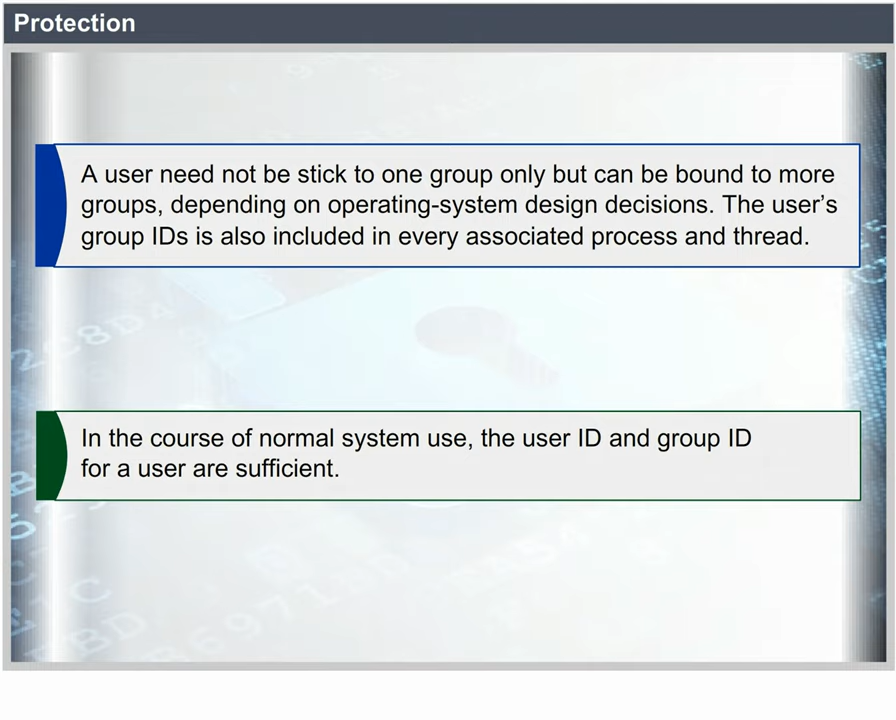 Protection
A user need not be stick to one group only but can be bound to more
groups, depending on operating-system design decisions. The user’s
group IDs is also included in every associated process and thread.
In the course of normal system use, the user ID and group ID
for a user are sufficient.